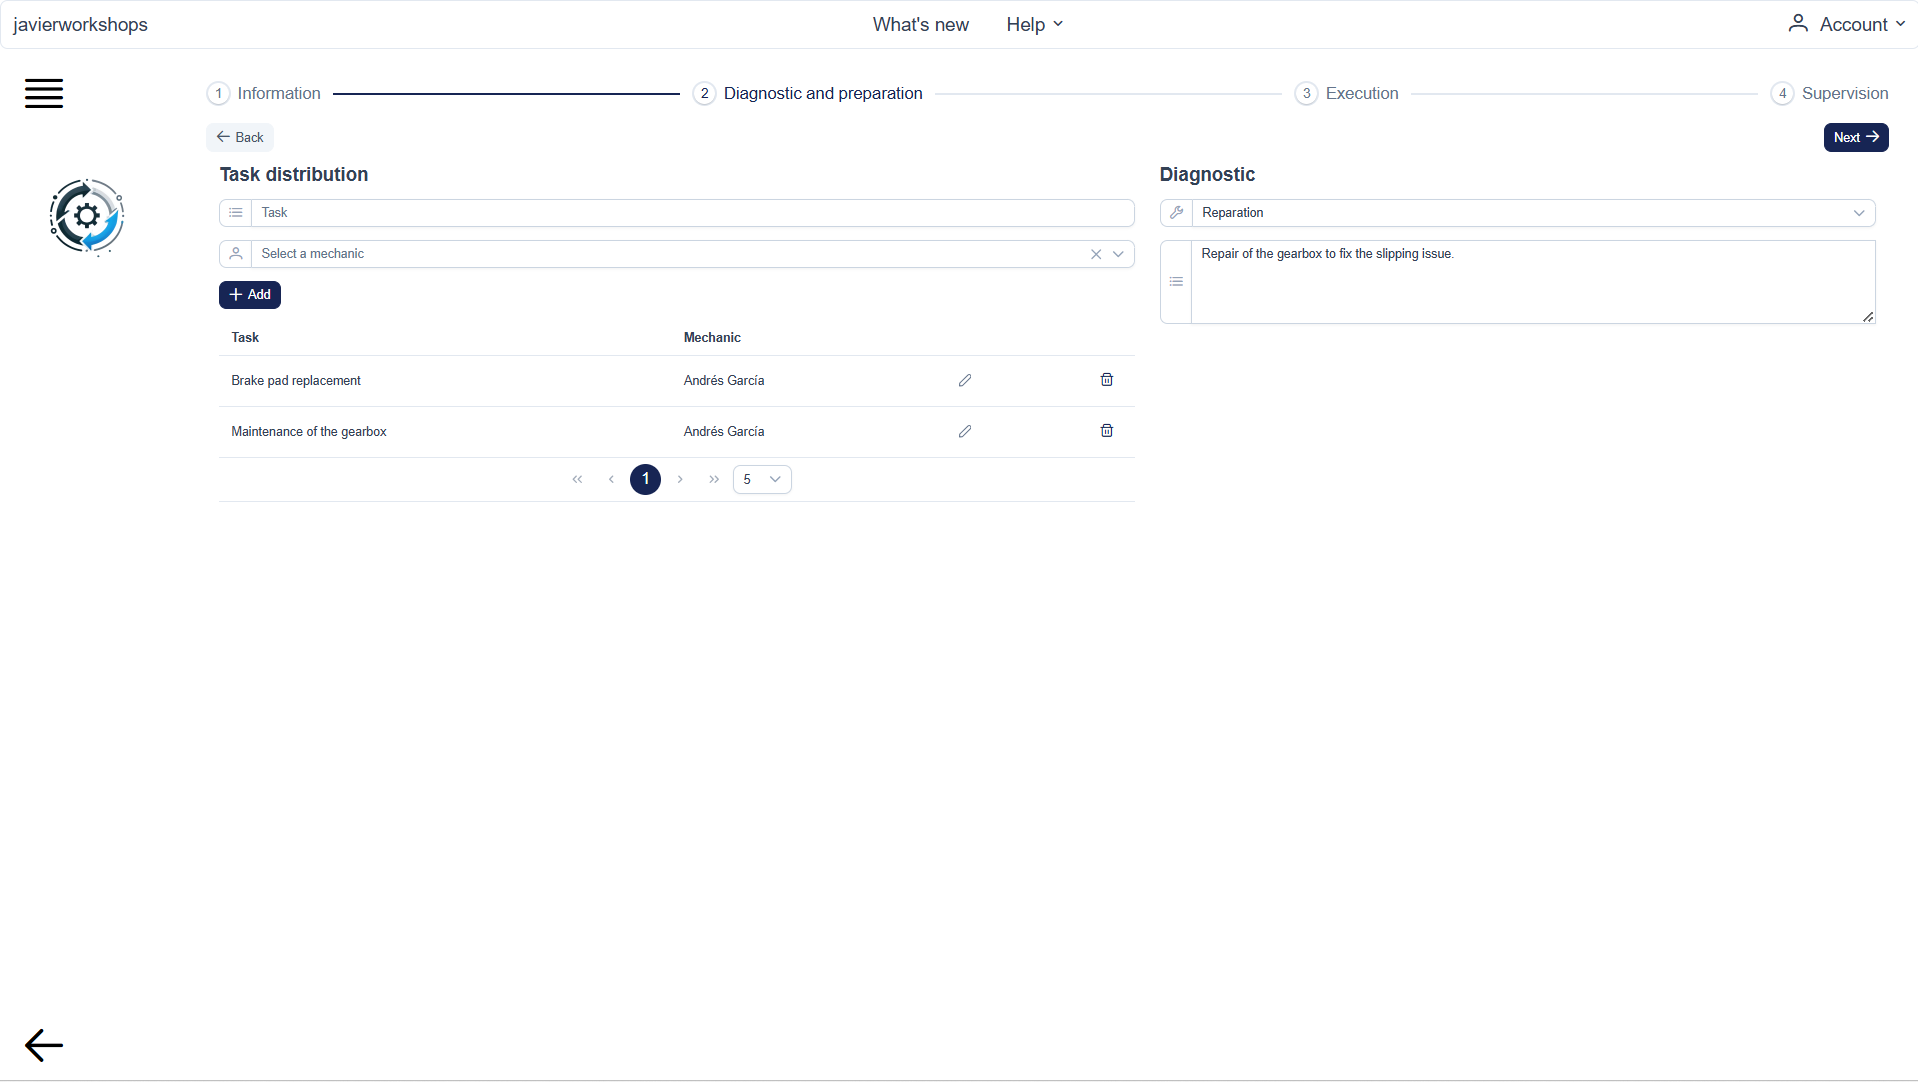 javierworkshops
What's new
Help
Account
1 Information
2 Diagnostic and preparation
3 Execution
4 Supervision
Back
Next
Task distribution
Task
Select a mechanic
Add
Task Mechanic
Brake pad replacement Andrés García
Maintenance of the gearbox Andrés García
1
5
Diagnostic
Reparation
Repair of the gearbox to fix the slipping issue.